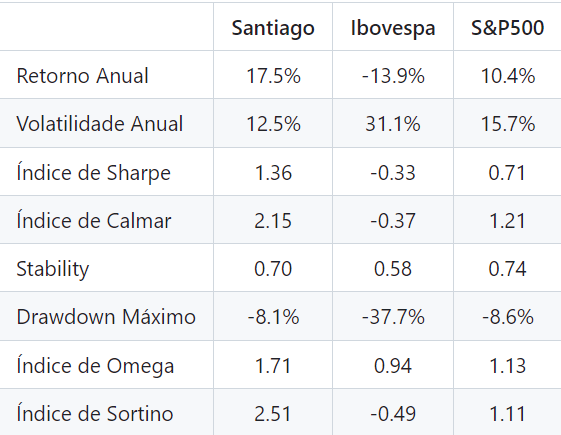 Santiago Ibovespa S&P500
Retorno Anual 17.5% -13.9% 10.4%
Volatilidade Anual 12.5% 31.1% 15.7%
Índice de Sharpe 1.36 -0.33 0.71
Índice de Calmar 2.15 -0.37 1.21
Stability 0.70 0.58 0.74
Drawdown Máximo -8.1% -37.7% -8.6%
Índice de Omega 1.71 0.94 1.13
Índice de Sortino 2.51 -0.49 1.11